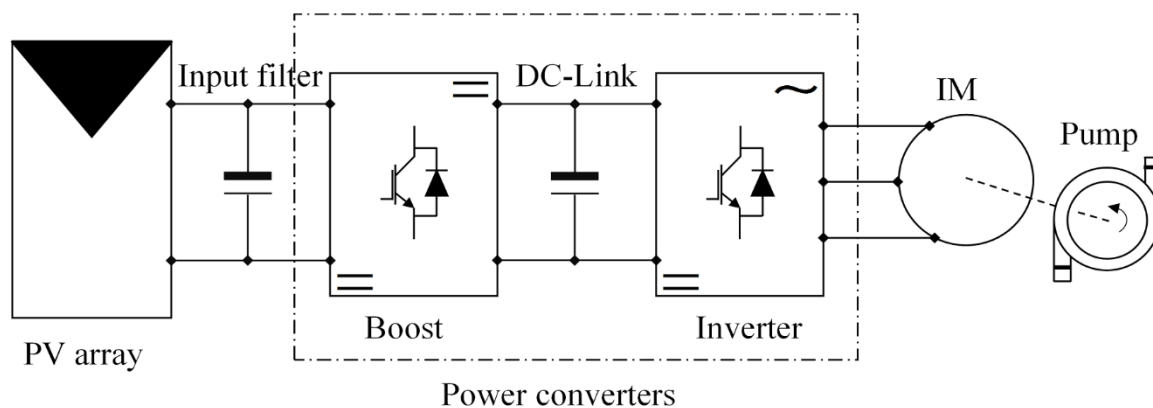 Input filter
DC-Link
IM
Pump
Boost
Inverter
PV array
Power converters